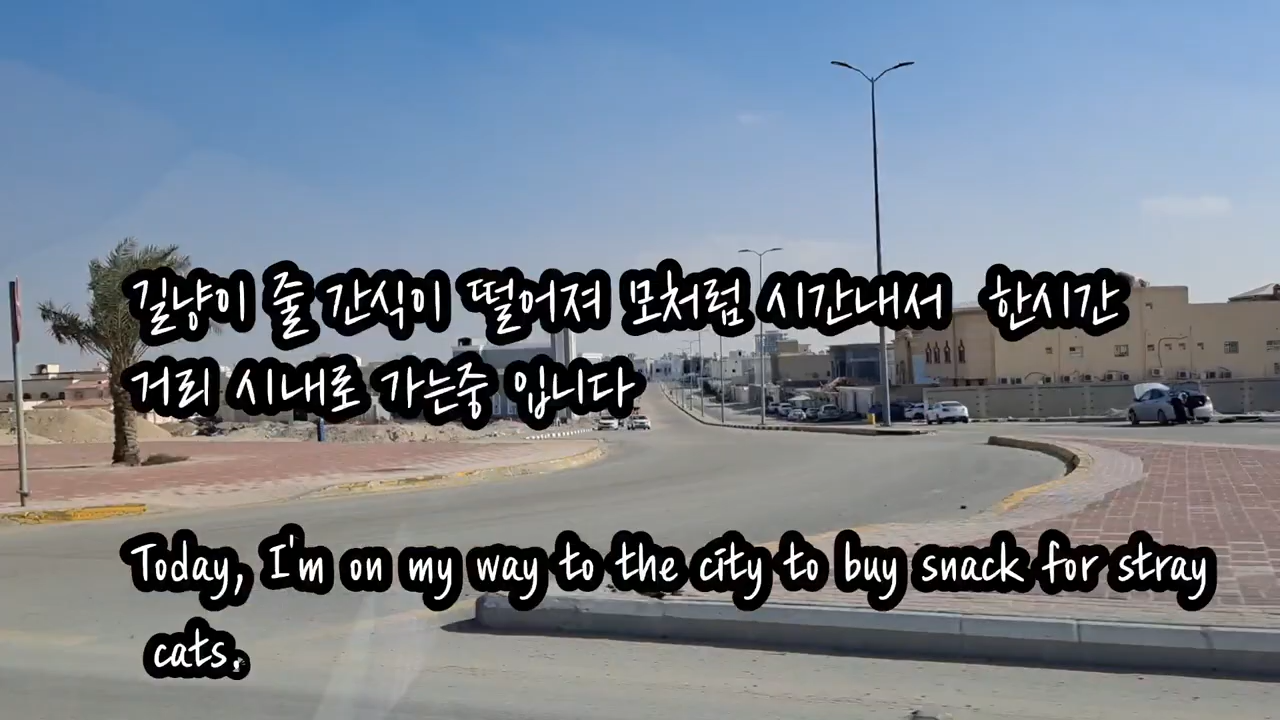 길냥이 줄 간식이 떨어져 모처럼 시간내서 한시간
거리 시내로 가는중 입니다
Today, I'm on my way to the city to buy snack for stray
cats.